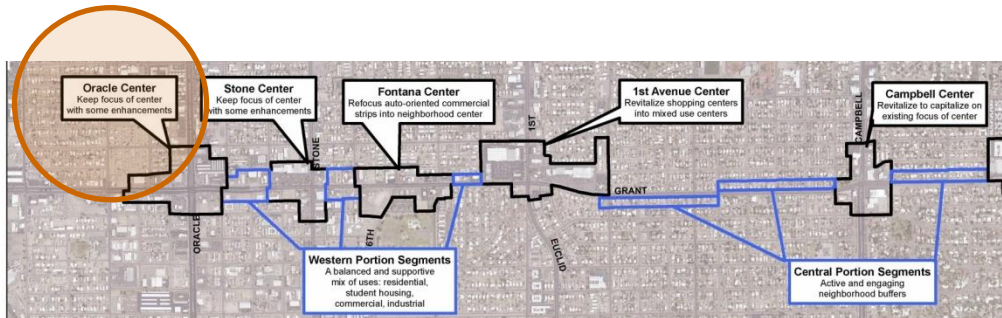 Oracle Center
Keep focus of center
with some enhancements
Stone Center
Keep focus of center
with some enhancements
Fontana Center
Refocus auto-oriented commercial
strips into neighborhood center
1st Avenue Center
Revitalize shopping centers
into mixed use centers
Campbell Center
Revitalize to capitalize on
existing focus of center
1ST
CAMPBELL
STONE
GRANT
ORACLE
6TH
EUCLID
Western Portion Segments
A balanced and supportive
mix of uses: residential,
student housing,
commercial, industrial
Central Portion Segments
Active and engaging
neighborhood buffers